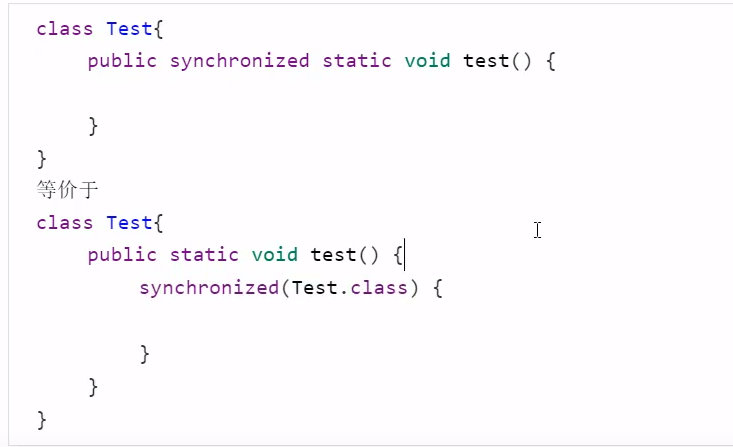 class Test{
public synchronized static void test() {
}
}
等价于
class Test{
public static void test() {
synchronized(Test.class) {
}
}
}